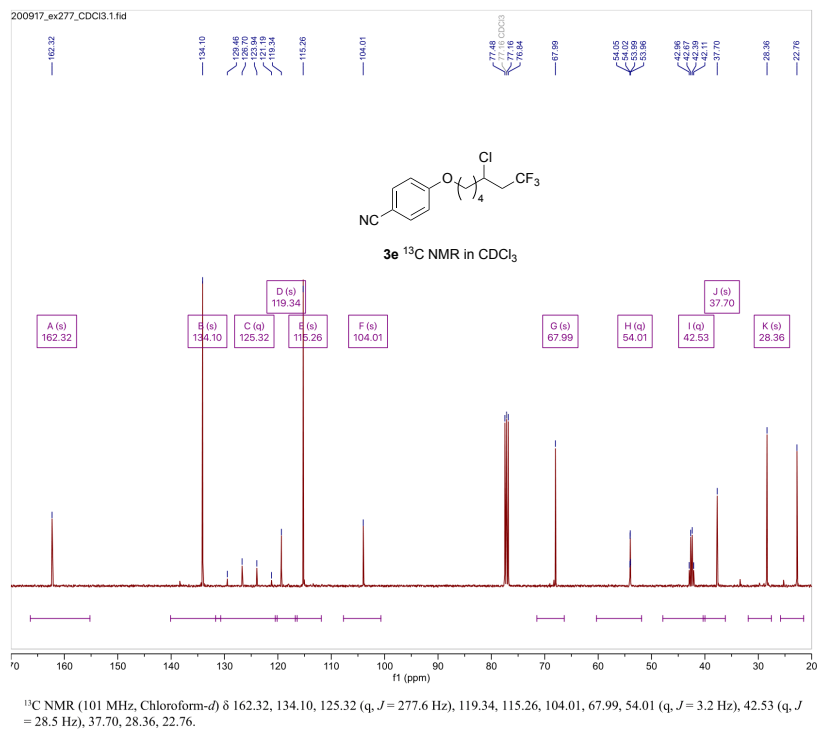 200917_ex277_CDCl3.1.fid
162.32
134.10
129.46
126.70
123.94
121.19
119.34
115.26
104.01
77.48
77.16 CDCl3
77.16
76.84
67.99
54.05
54.02
53.99
53.96
42.96
42.67
42.39
42.11
37.70
28.36
22.76
Cl
O
CF3
4
NC
3e 13C NMR in CDCl3
D (s)
119.34
J (s)
37.70
A (s)
162.32
B (s)
134.10
C (q)
125.32
E (s)
115.26
F (s)
104.01
G (s)
67.99
H (q)
54.01
I (q)
42.53
K (s)
28.36
70 160 150 140 130 120 110 100 90 80 70 60 50 40 30 20
f1 (ppm)
13C NMR (101 MHz, Chloroform-d) δ 162.32, 134.10, 125.32 (q, J = 277.6 Hz), 119.34, 115.26, 104.01, 67.99, 54.01 (q, J = 3.2 Hz), 42.53 (q, J
= 28.5 Hz), 37.70, 28.36, 22.76.